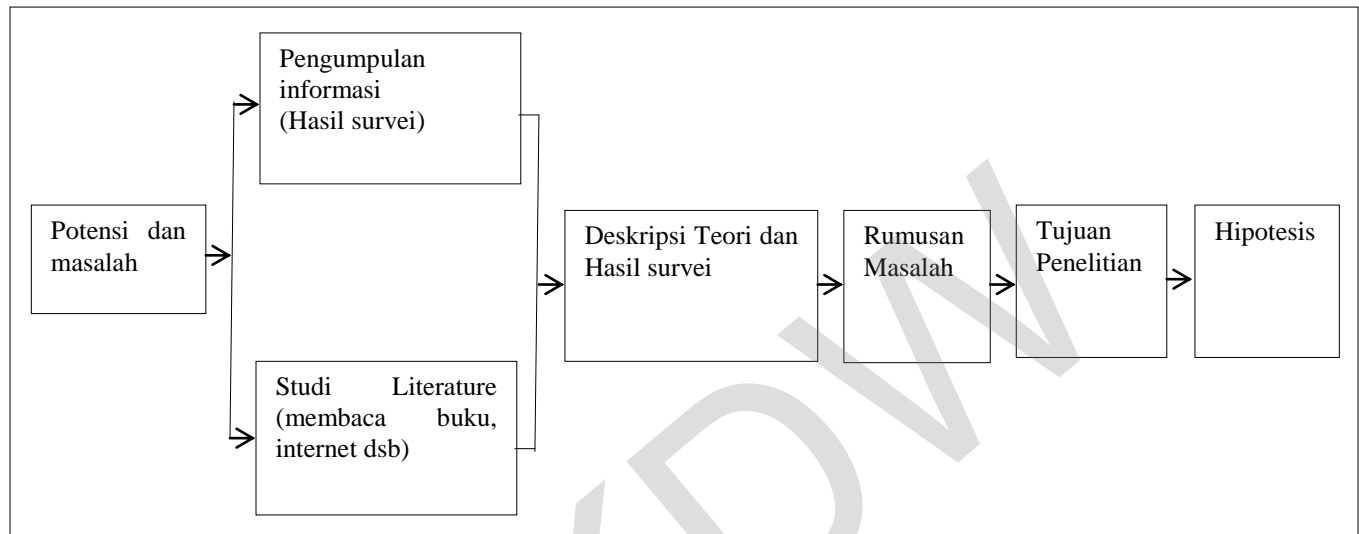 Pengumpulan
informasi
(Hasil survei)
Potensi dan
masalah
Studi Literature
(membaca buku,
internet dsb)
Deskripsi Teori dan
Hasil survei
Rumusan
Masalah
Tujuan
Penelitian
Hipotesis